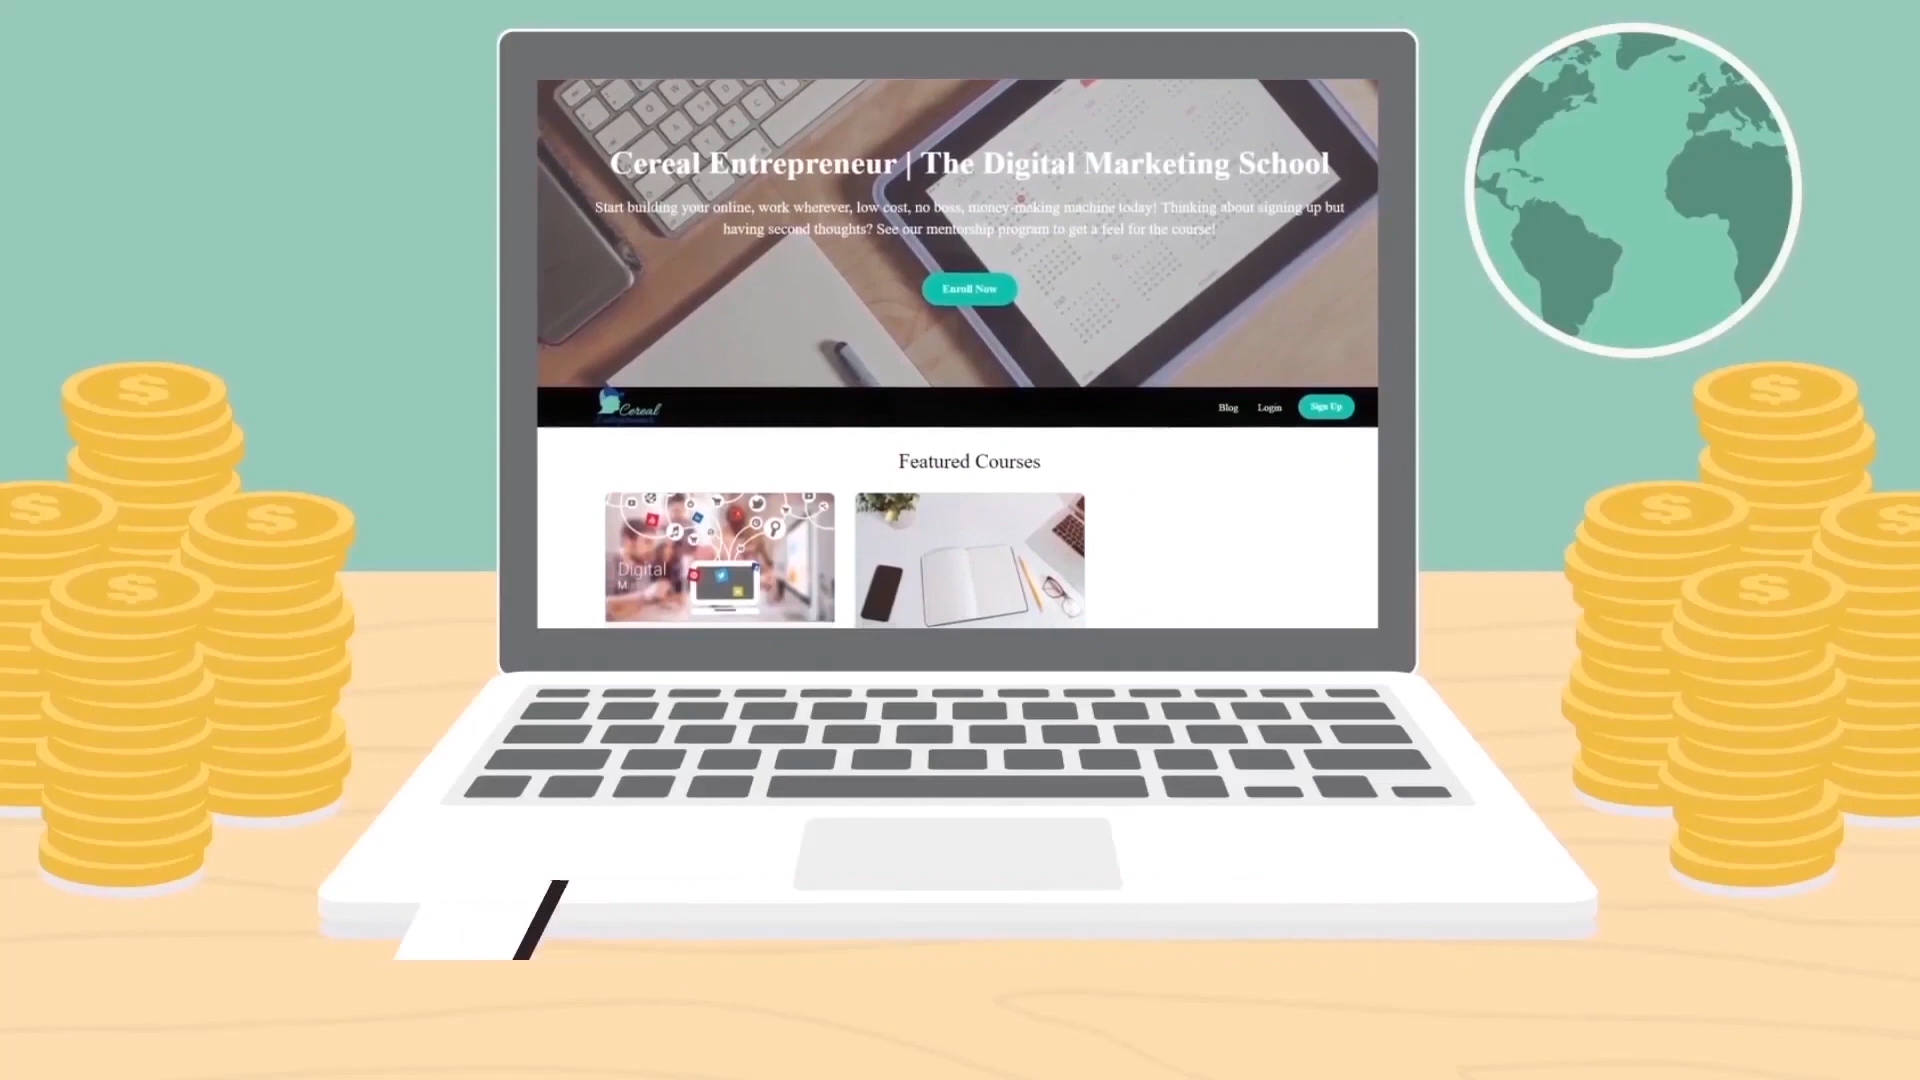 Cereal Entrepreneur | The Digital Marketing School
Start building your online, work wherever, low cost, no boss, money-making machine today! Thinking about signing up but
having second thoughts? See our mentorship program to get a feel for the course!
Enroll Now
Cereal
Blog
Login
Sign Up
Featured Courses
Digital
M
$
$
$
$
$
$
$
$